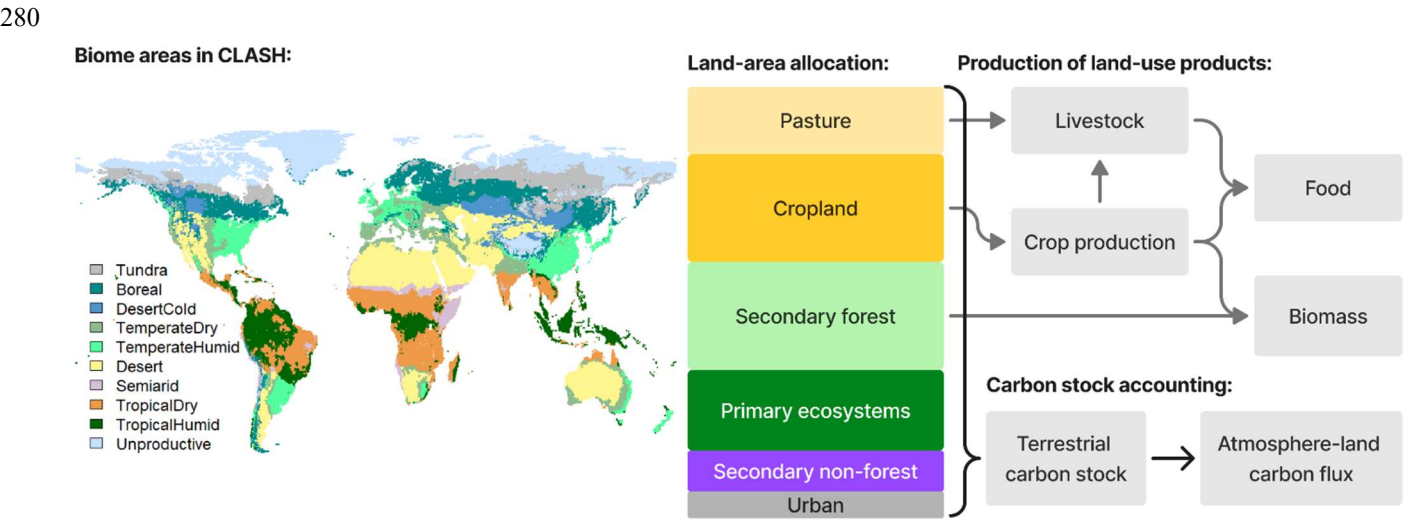 280
Biome areas in CLASH:
Tundra
Boreal
DesertCold
TemperateDry
TemperateHumid
Desert
Semiarid
TropicalDry
TropicalHumid
Unproductive
Land-area allocation:
Pasture
Cropland
Secondary forest
Primary ecosystems
Secondary non-forest
Urban
Production of land-use products:
Livestock
Crop production
Food
Biomass
Carbon stock accounting:
Terrestrial
carbon stock
Atmosphere-land
carbon flux